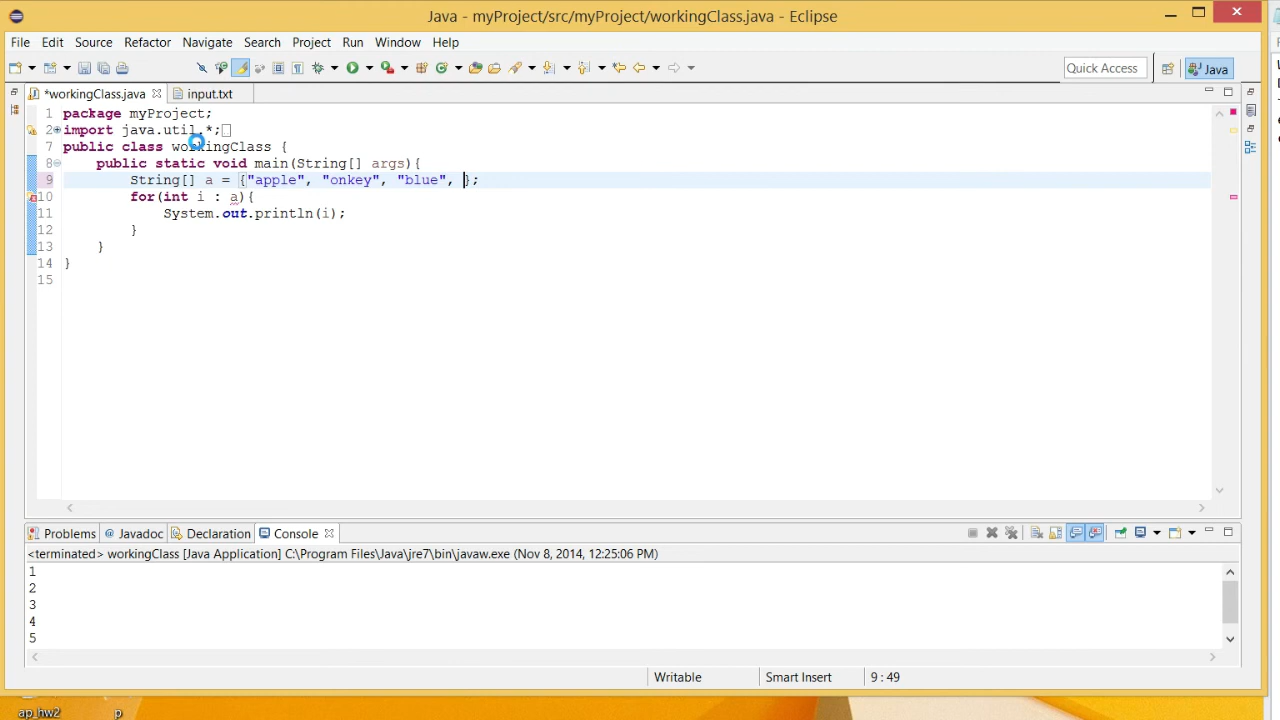 Java - myProject/src/myProject/workingClass.java - Eclipse
File Edit Source Refactor Navigate Search Project Run Window Help
Quick Access Java
*workingClass.java input.txt
1 package myProject;
2 import java.util.*;
7 public class workingClass {
8 public static void main(String[] args){
9 String[] a = {"apple", "onkey", "blue", };
10 for(int i : a){
11 System.out.println(i);
12 }
13 }
14 }
15
Problems @ Javadoc Declaration Console
<terminated> workingClass [Java Application] C:\Program Files\Java\jre7\bin\javaw.exe (Nov 8, 2014, 12:25:06 PM)
1
2
3
4
5
Writable Smart Insert 9 : 49
ap_hw2 p